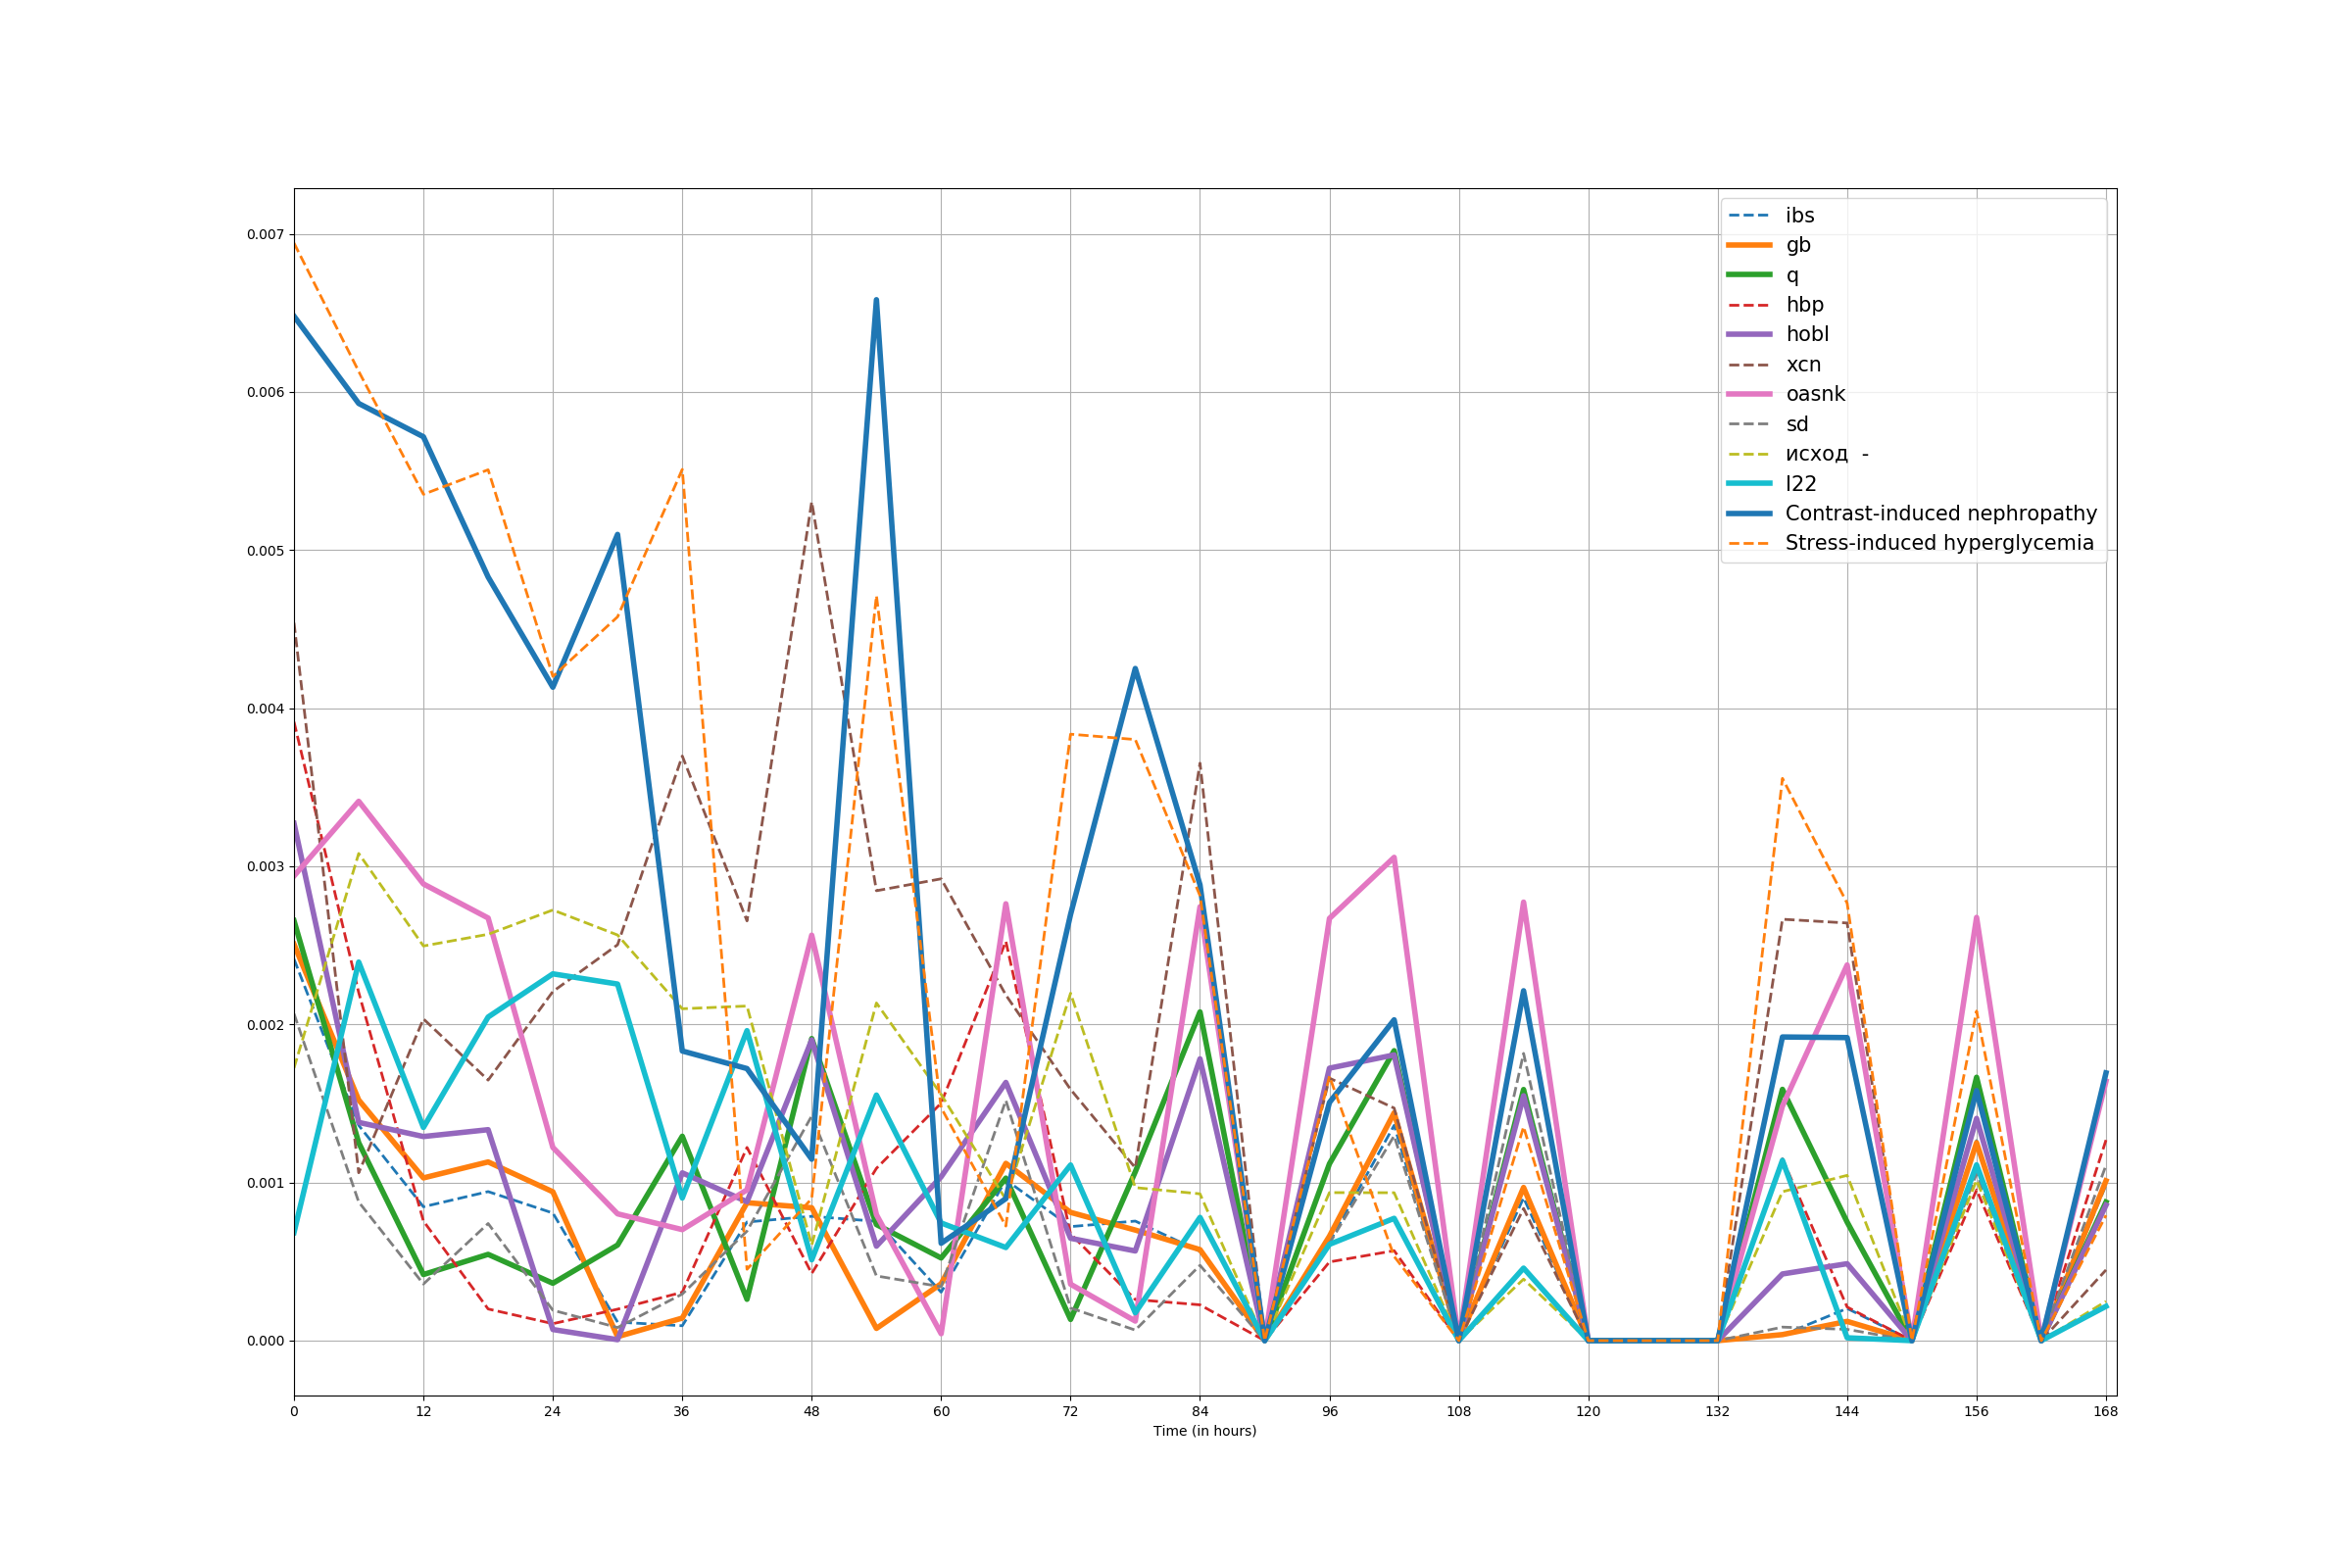 0.007
0.006
0.005
0.004
0.003
0.002
0.001
0.000
ibs
gb
q
hbp
hobl
xcn
oasnk
sd
исход -
l22
Contrast-induced nephropathy
Stress-induced hyperglycemia
0 12 24 36 48 60 72 84 96 108 120 132 144 156 168
Time (in hours)